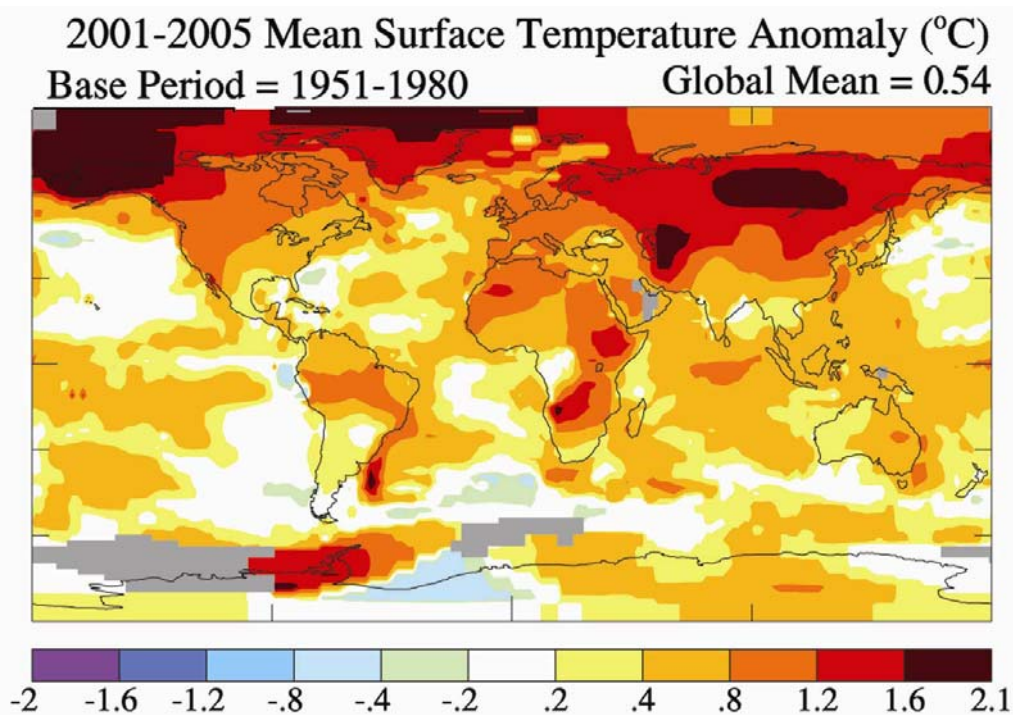 2001-2005 Mean Surface Temperature Anomaly (°C)
Base Period = 1951-1980 Global Mean = 0.54
-2 -1.6 -1.2 -.8 -.4 -.2 .2 .4 .8 1.2 1.6 2.1